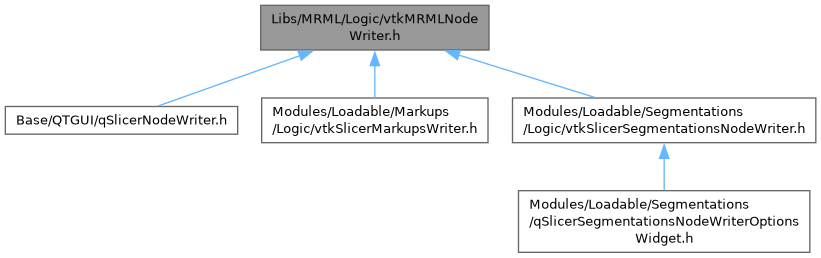 Libs/MRML/Logic/vtkMRMLNode
Writer.h
Base/QTGUI/qSlicerNodeWriter.h
Modules/Loadable/Markups
/Logic/vtkSlicerMarkupsWriter.h
Modules/Loadable/Segmentations
/Logic/vtkSlicerSegmentationsNodeWriter.h
Modules/Loadable/Segmentations
/qSlicerSegmentationsNodeWriterOptions
Widget.h